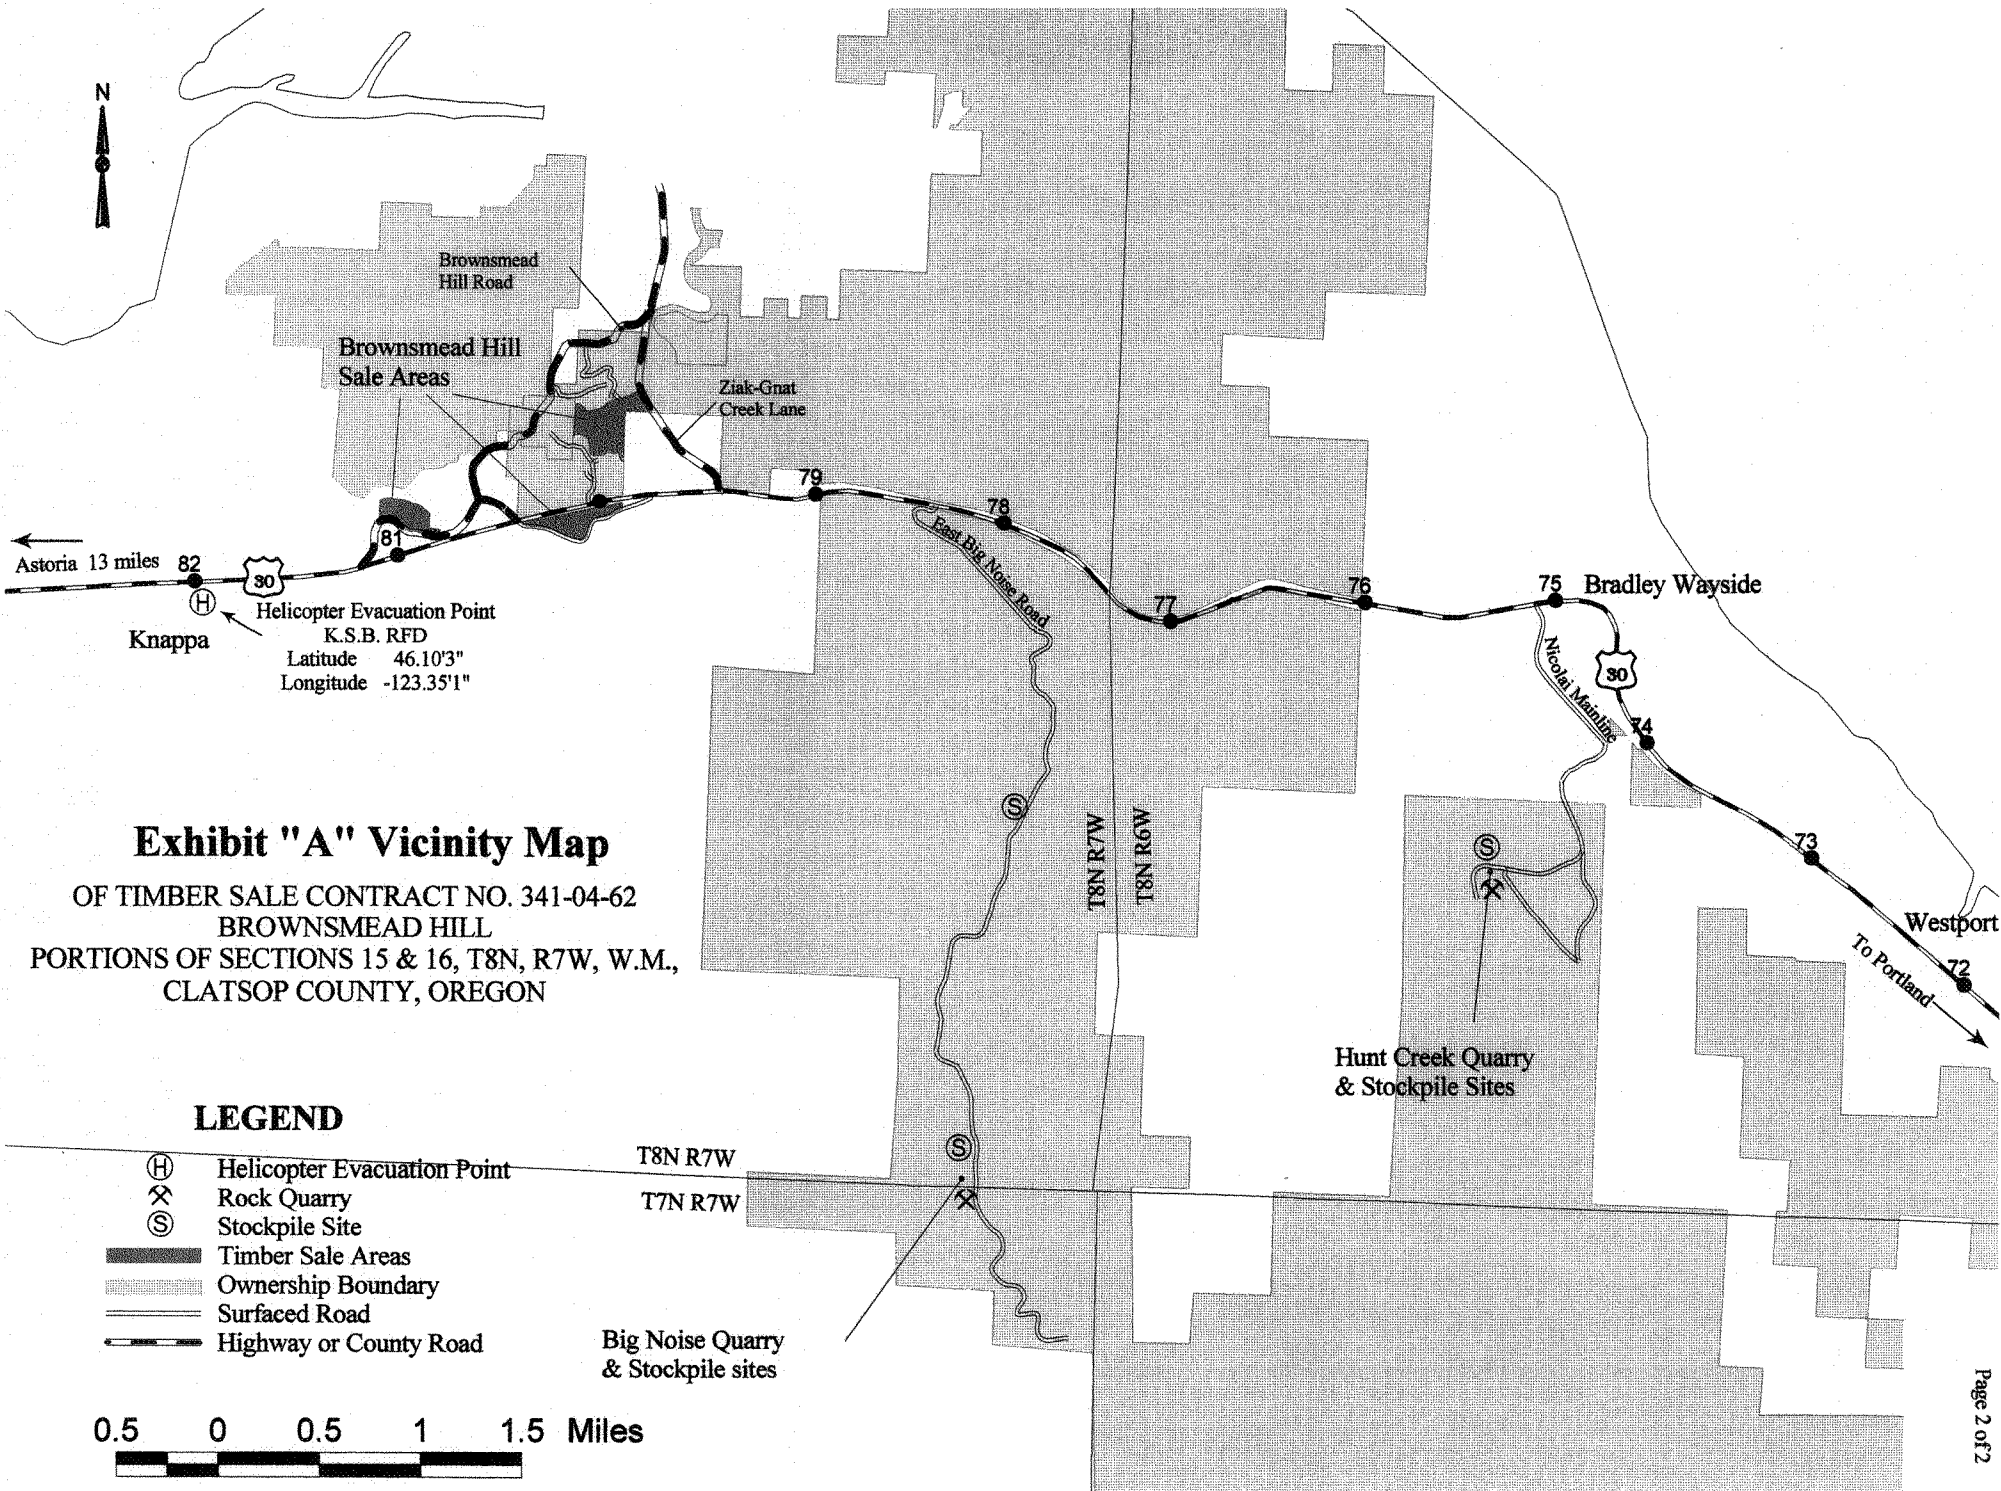 N
Brownsmead
Hill Road
Brownsmead Hill
Sale Areas
Ziak-Gnat
Creek Lane
79
78
East Big Noise Road
81
Astoria 13 miles
82
30
H
Helicopter Evacuation Point
K.S.B. RFD
Latitude 46.10'3"
Longitude -123.35'1"
Knappa
77
76
75
Bradley Wayside
Nicolai Mainline
30
74
73
Westport
72
To Portland
S
T8N R7W
T8N R6W
S
Hunt Creek Quarry
& Stockpile Sites
Exhibit "A" Vicinity Map
OF TIMBER SALE CONTRACT NO. 341-04-62
BROWNSMEAD HILL
PORTIONS OF SECTIONS 15 & 16, T8N, R7W, W.M.,
CLATSOP COUNTY, OREGON
S
T8N R7W
T7N R7W
Big Noise Quarry
& Stockpile sites
LEGEND
H Helicopter Evacuation Point
Rock Quarry
S Stockpile Site
Timber Sale Areas
Ownership Boundary
Surfaced Road
Highway or County Road
0.5 0 0.5 1 1.5 Miles
Page 2 of 2